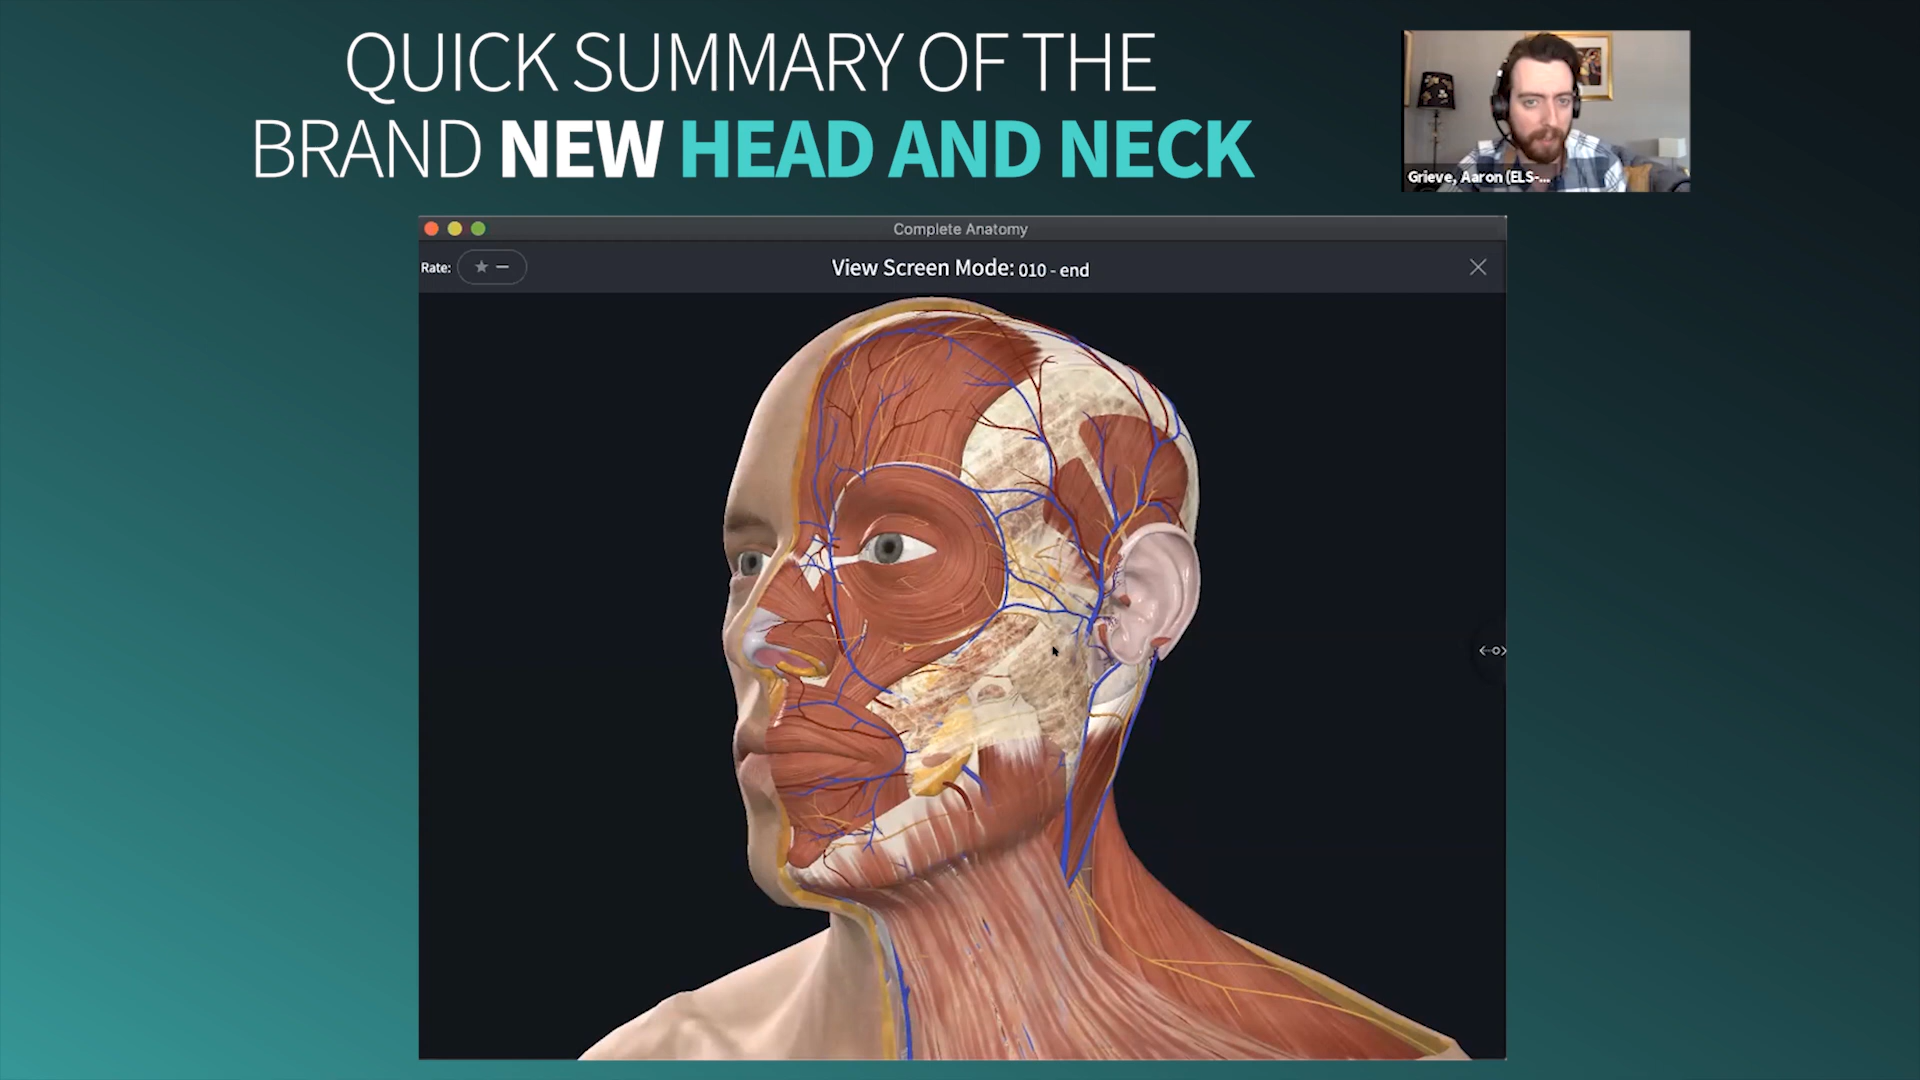 QUICK SUMMARY OF THE
BRAND NEW HEAD AND NECK
Grieve, Aaron (ELS-...
Complete Anatomy
Rate:
View Screen Mode: 010 - end